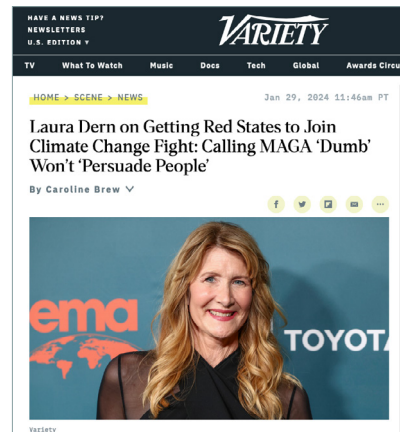 HAVE A NEWS TIP?
NEWSLETTERS
U.S. EDITION
VARIETY
TV What To Watch Music Docs Tech Global Awards Circu
HOME > SCENE > NEWS
Jan 29, 2024 11:46am PT
Laura Dern on Getting Red States to Join
Climate Change Fight: Calling MAGA ‘Dumb’
Won’t ‘Persuade People’
By Caroline Brew
ema
TOYOTA
Variety